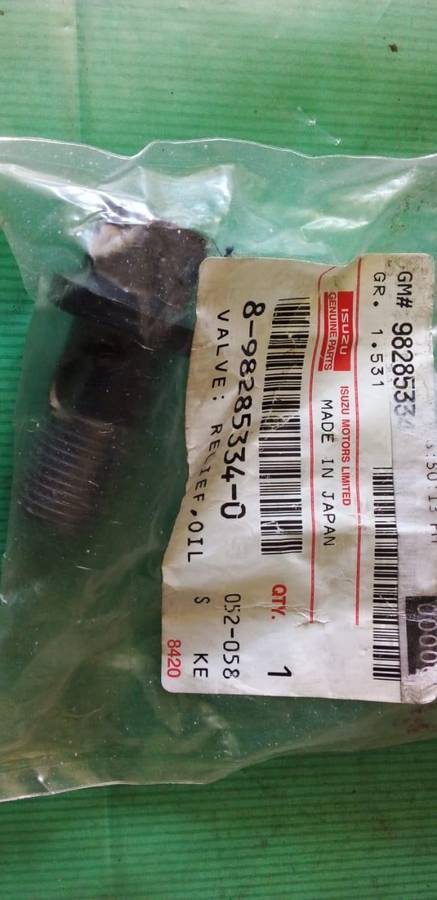 GM# 98285334
GR. 1.531
ISUZU
GENUINE PARTS
ISUZU MOTORS LIMITED
MADE IN JAPAN
8-98285334-0
VALVE; RELIEF,OIL
QTY.
1
052-058
S KE
8420
0000